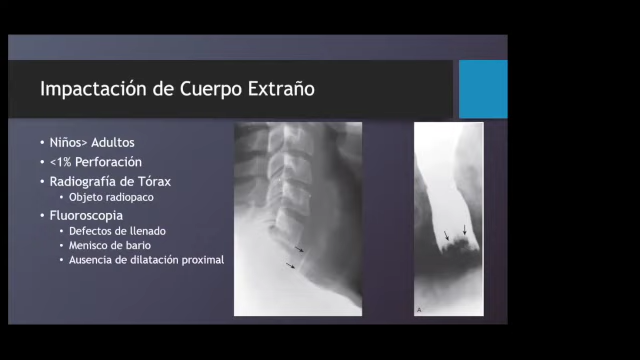 Impactación de Cuerpo Extraño
• Niños> Adultos
• <1% Perforación
• Radiografía de Tórax
• Objeto radiopaco
• Fluoroscopia
• Defectos de llenado
• Menisco de bario
• Ausencia de dilatación proximal
A